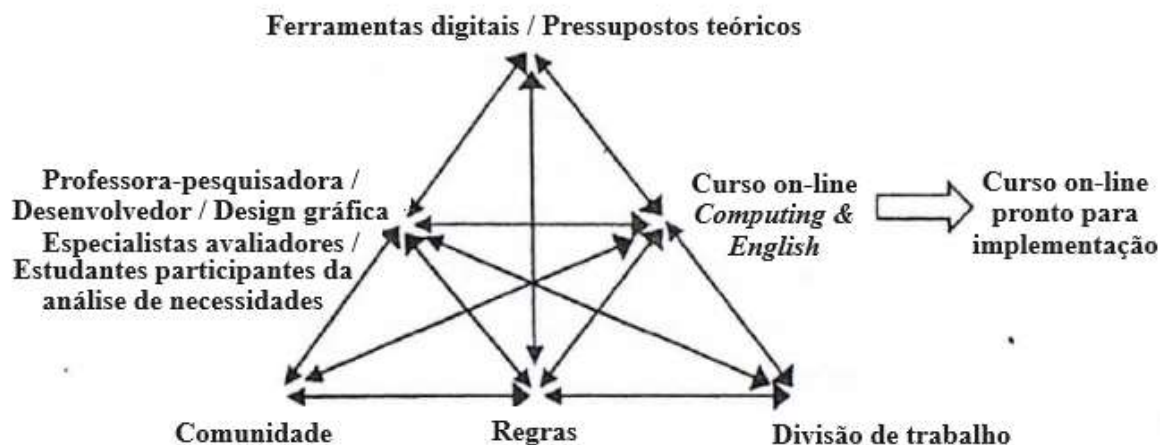 Ferramentas digitais / Pressupostos teóricos
Professora-pesquisadora /
Desenvolvedor / Design gráfica
Especialistas avaliadores /
Estudantes participantes da
análise de necessidades
Curso on-line
Computing &
English
Curso on-line
pronto para
implementação
Comunidade
Regras
Divisão de trabalho